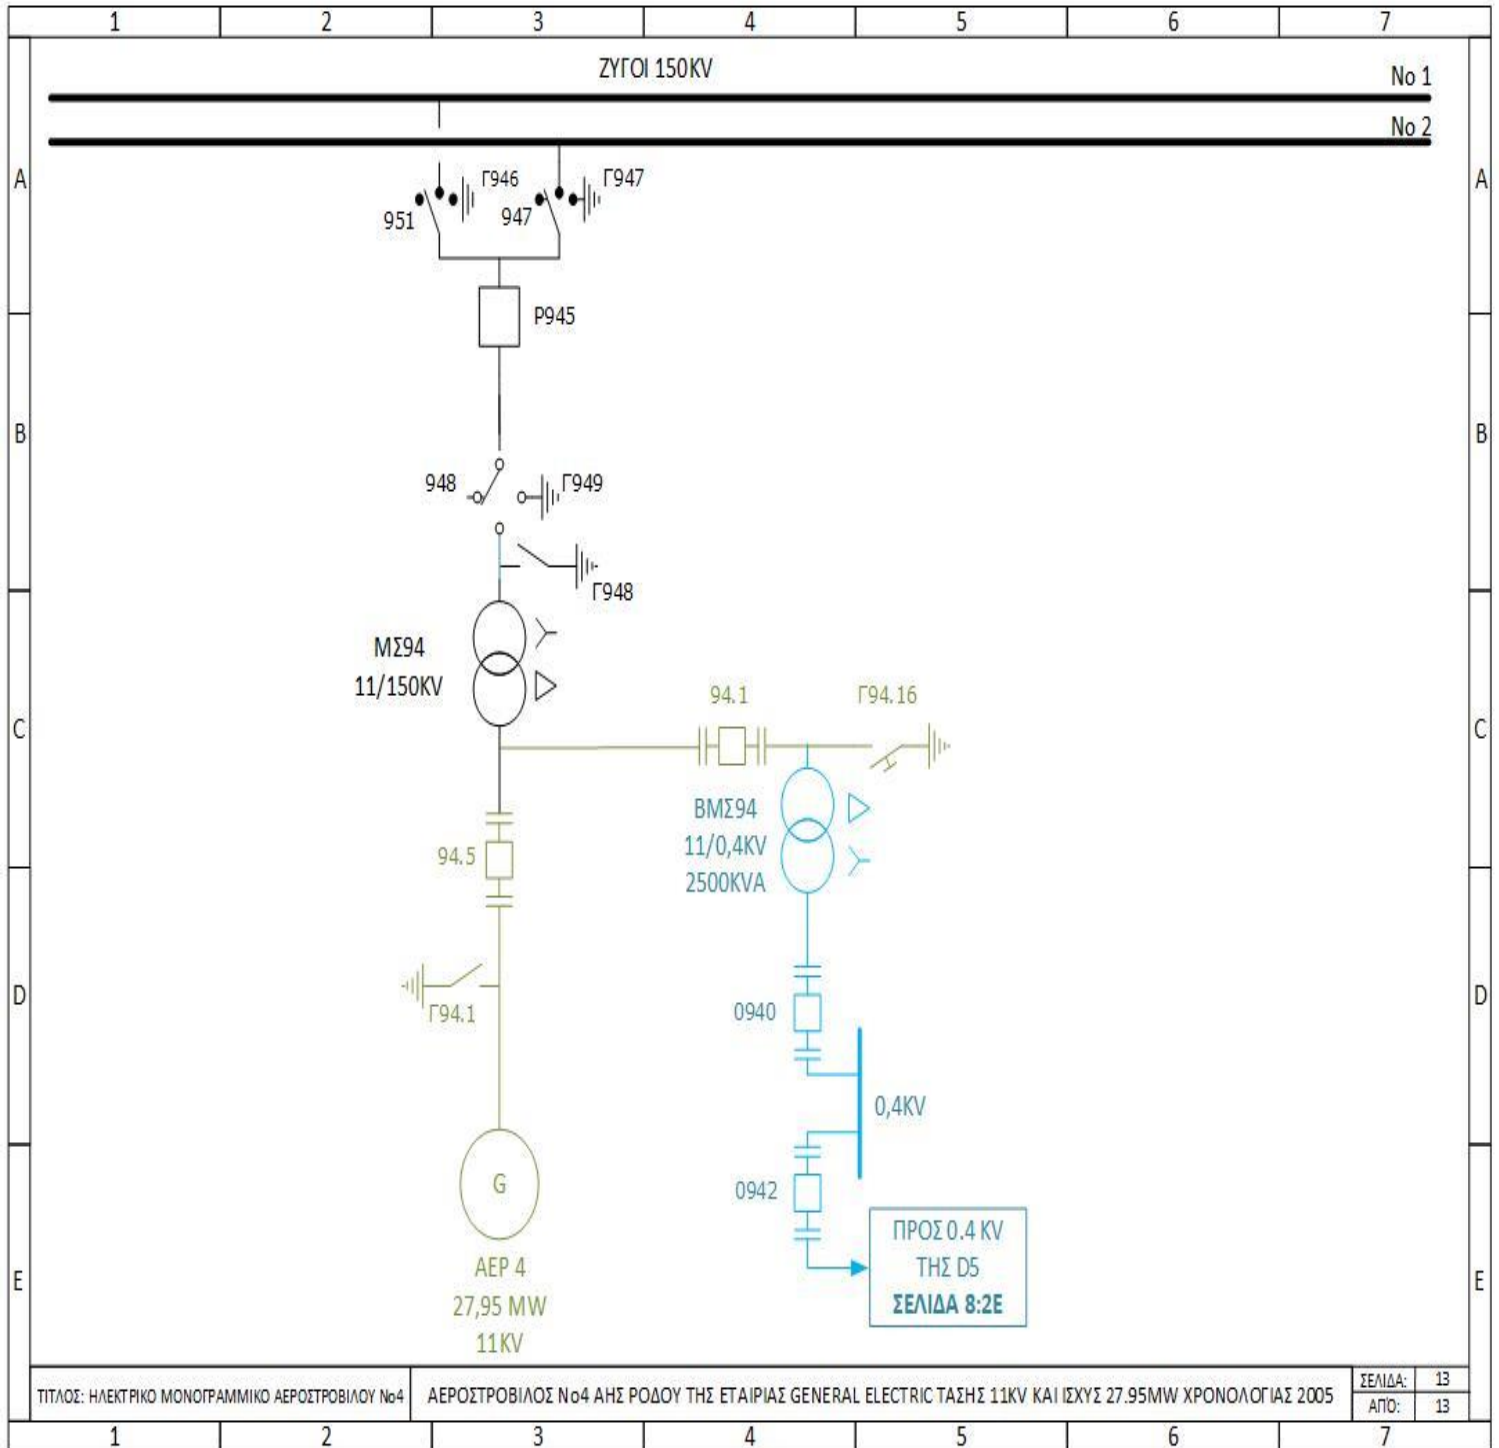 1 2 3 4 5 6 7
ΖΥΓΟΙ 150KV
No 1
No 2
A A
Γ946
Γ947
951
947
P945
B B
948
Γ949
Γ948
ΜΣ94
11/150KV
94.1
Γ94.16
C C
ΒΜΣ94
11/0,4KV
2500KVA
94.5
D D
Γ94.1
0940
0,4KV
G
0942
ΠΡΟΣ 0.4 KV
ΤΗΣ D5
ΣΕΛΙΔΑ 8:2E
E E
ΑΕΡ 4
27,95 MW
11KV
ΤΙΤΛΟΣ: ΗΛΕΚΤΡΙΚΟ ΜΟΝΟΓΡΑΜΜΙΚΟ ΑΕΡΟΣΤΡΟΒΙΛΟΥ Νο4
ΑΕΡΟΣΤΡΟΒΙΛΟΣ Νο4 ΑΗΣ ΡΟΔΟΥ ΤΗΣ ΕΤΑΙΡΙΑΣ GENERAL ELECTRIC ΤΑΣΗΣ 11KV ΚΑΙ ΙΣΧΥΣ 27.95MW ΧΡΟΝΟΛΟΓΙΑΣ 2005
ΣΕΛΙΔΑ: 13
ΑΠΌ: 13
1 2 3 4 5 6 7